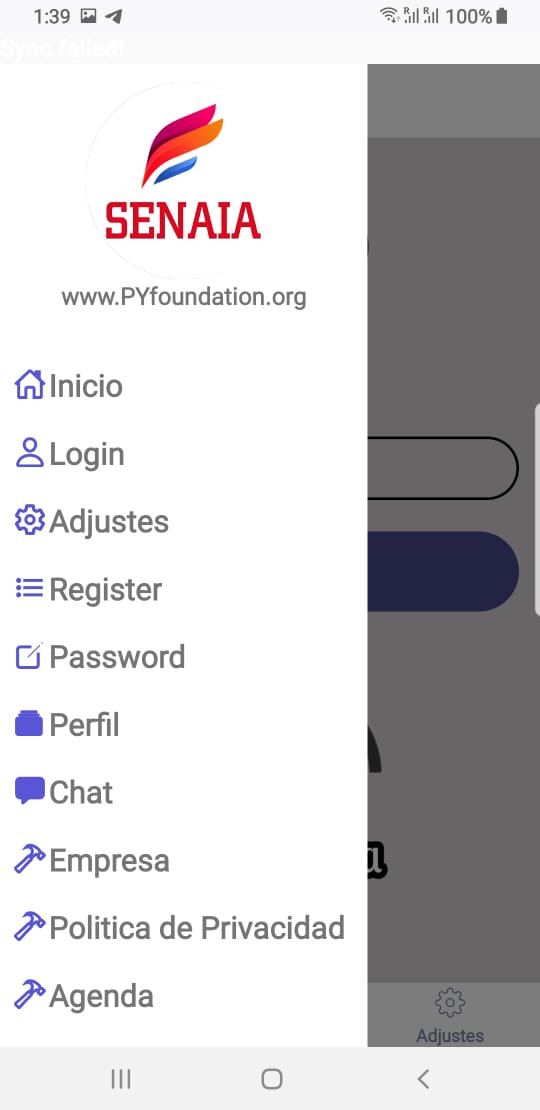 1:39
R R 100%
Sync failed!
SENAIA
www.PYfoundation.org
Inicio
Login
Adjustes
Register
Password
Perfil
Chat
Empresa
Politica de Privacidad
Agenda
Adjustes